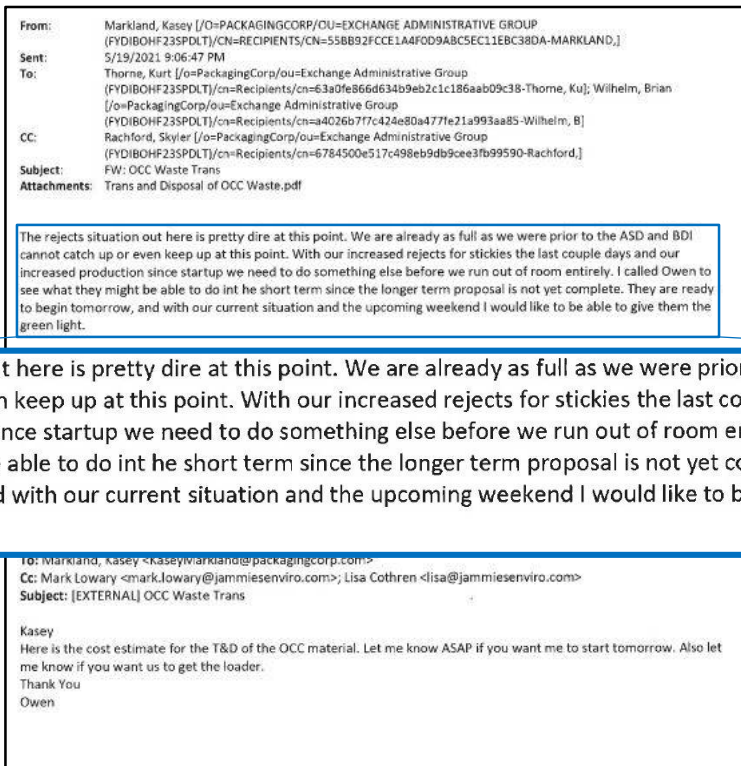 From: Markland, Kasey [/O=PACKAGINGCORP/OU=EXCHANGE ADMINISTRATIVE GROUP
(FYDIBOHF23SPDLT)/CN=RECIPIENTS/CN=55BB92FCCE1A4F0D9ABC5EC11EBC38DA-MARKLAND,]
Sent: 5/19/2021 9:06:47 PM
To: Thorne, Kurt [/o=PackagingCorp/ou=Exchange Administrative Group
(FYDIBOHF23SPDLT)/cn=Recipients/cn=63a0fe866d634b9eb2c1c186aab09c38-Thorne, Ku]; Wilhelm, Brian
[/o=PackagingCorp/ou=Exchange Administrative Group
(FYDIBOHF23SPDLT)/cn=Recipients/cn=a4026b7f7c424e80a477fe21a993aa85-Wilhelm, B]
CC: Rachford, Skyler [/o=PackagingCorp/ou=Exchange Administrative Group
(FYDIBOHF23SPDLT)/cn=Recipients/cn=6784500e517c498eb9db9cee3fb99590-Rachford,]
Subject: FW: OCC Waste Trans
Attachments: Trans and Disposal of OCC Waste.pdf
The rejects situation out here is pretty dire at this point. We are already as full as we were prior to the ASD and BDI
cannot catch up or even keep up at this point. With our increased rejects for stickies the last couple days and our
increased production since startup we need to do something else before we run out of room entirely. I called Owen to
see what they might be able to do int he short term since the longer term proposal is not yet complete. They are ready
to begin tomorrow, and with our current situation and the upcoming weekend I would like to be able to give them the
green light.
t here is pretty dire at this point. We are already as full as we were prior
n keep up at this point. With our increased rejects for stickies the last co
nce startup we need to do something else before we run out of room e
able to do int he short term since the longer term proposal is not yet co
d with our current situation and the upcoming weekend I would like to b
To: Markland, Kasey <KaseyMarkland@packagingcorp.com>
Cc: Mark Lowary <mark.lowary@jammiesenviro.com>; Lisa Cothren <lisa@jammiesenviro.com>
Subject: [EXTERNAL] OCC Waste Trans
Kasey
Here is the cost estimate for the T&D of the OCC material. Let me know ASAP if you want me to start tomorrow. Also let
me know if you want us to get the loader.
Thank You
Owen